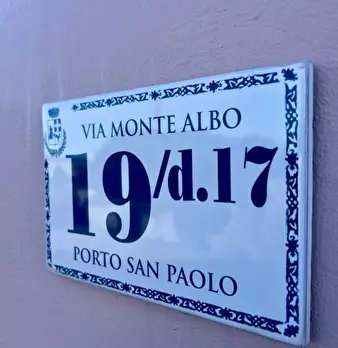 VIA MONTE ALBO
19/d.17
PORTO SAN PAOLO